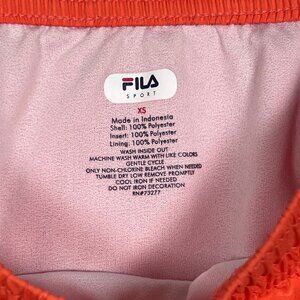 FILA
SPORT
XS
Made in Indonesia
Shell: 100% Polyester
Insert: 100% Polyester
Lining: 100% Polyester
WASH INSIDE OUT
MACHINE WASH WARM WITH LIKE COLORS
GENTLE CYCLE
ONLY NON-CHLORINE BLEACH WHEN NEEDED
TUMBLE DRY LOW REMOVE PROMPTLY
COOL IRON IF NEEDED
DO NOT IRON DECORATION
RN#73277